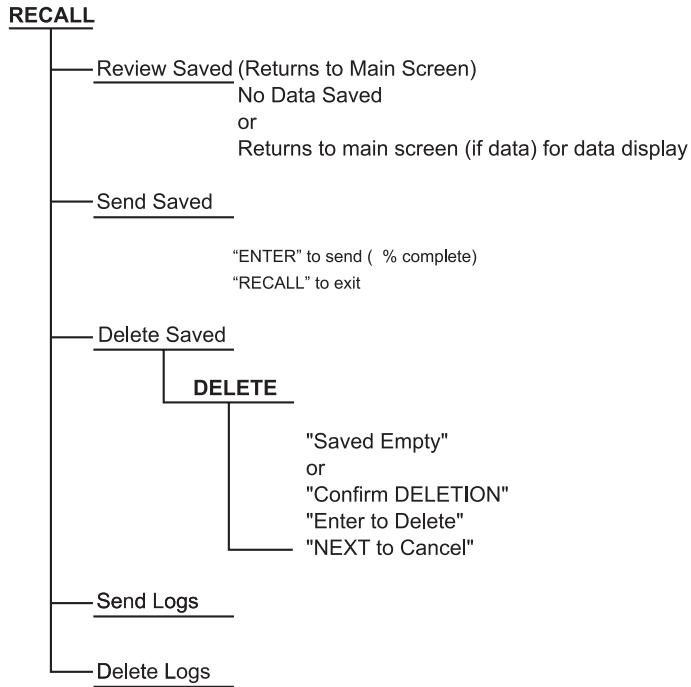 RECALL
Review Saved (Returns to Main Screen)
No Data Saved
or
Returns to main screen (if data) for data display
Send Saved
“ENTER” to send (  % complete)
“RECALL” to exit
Delete Saved
DELETE
"Saved Empty"
or
"Confirm DELETION"
"Enter to Delete"
"NEXT to Cancel"
Send Logs
Delete Logs